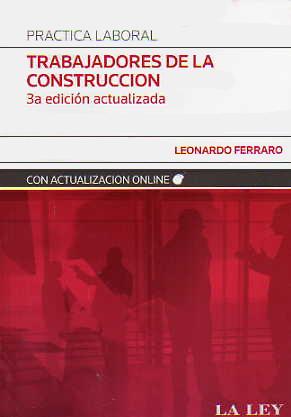 PRACTICA LABORAL
TRABAJADORES DE LA
CONSTRUCCION
3a edición actualizada
LEONARDO FERRARO
CON ACTUALIZACION ONLINE
LA LEY